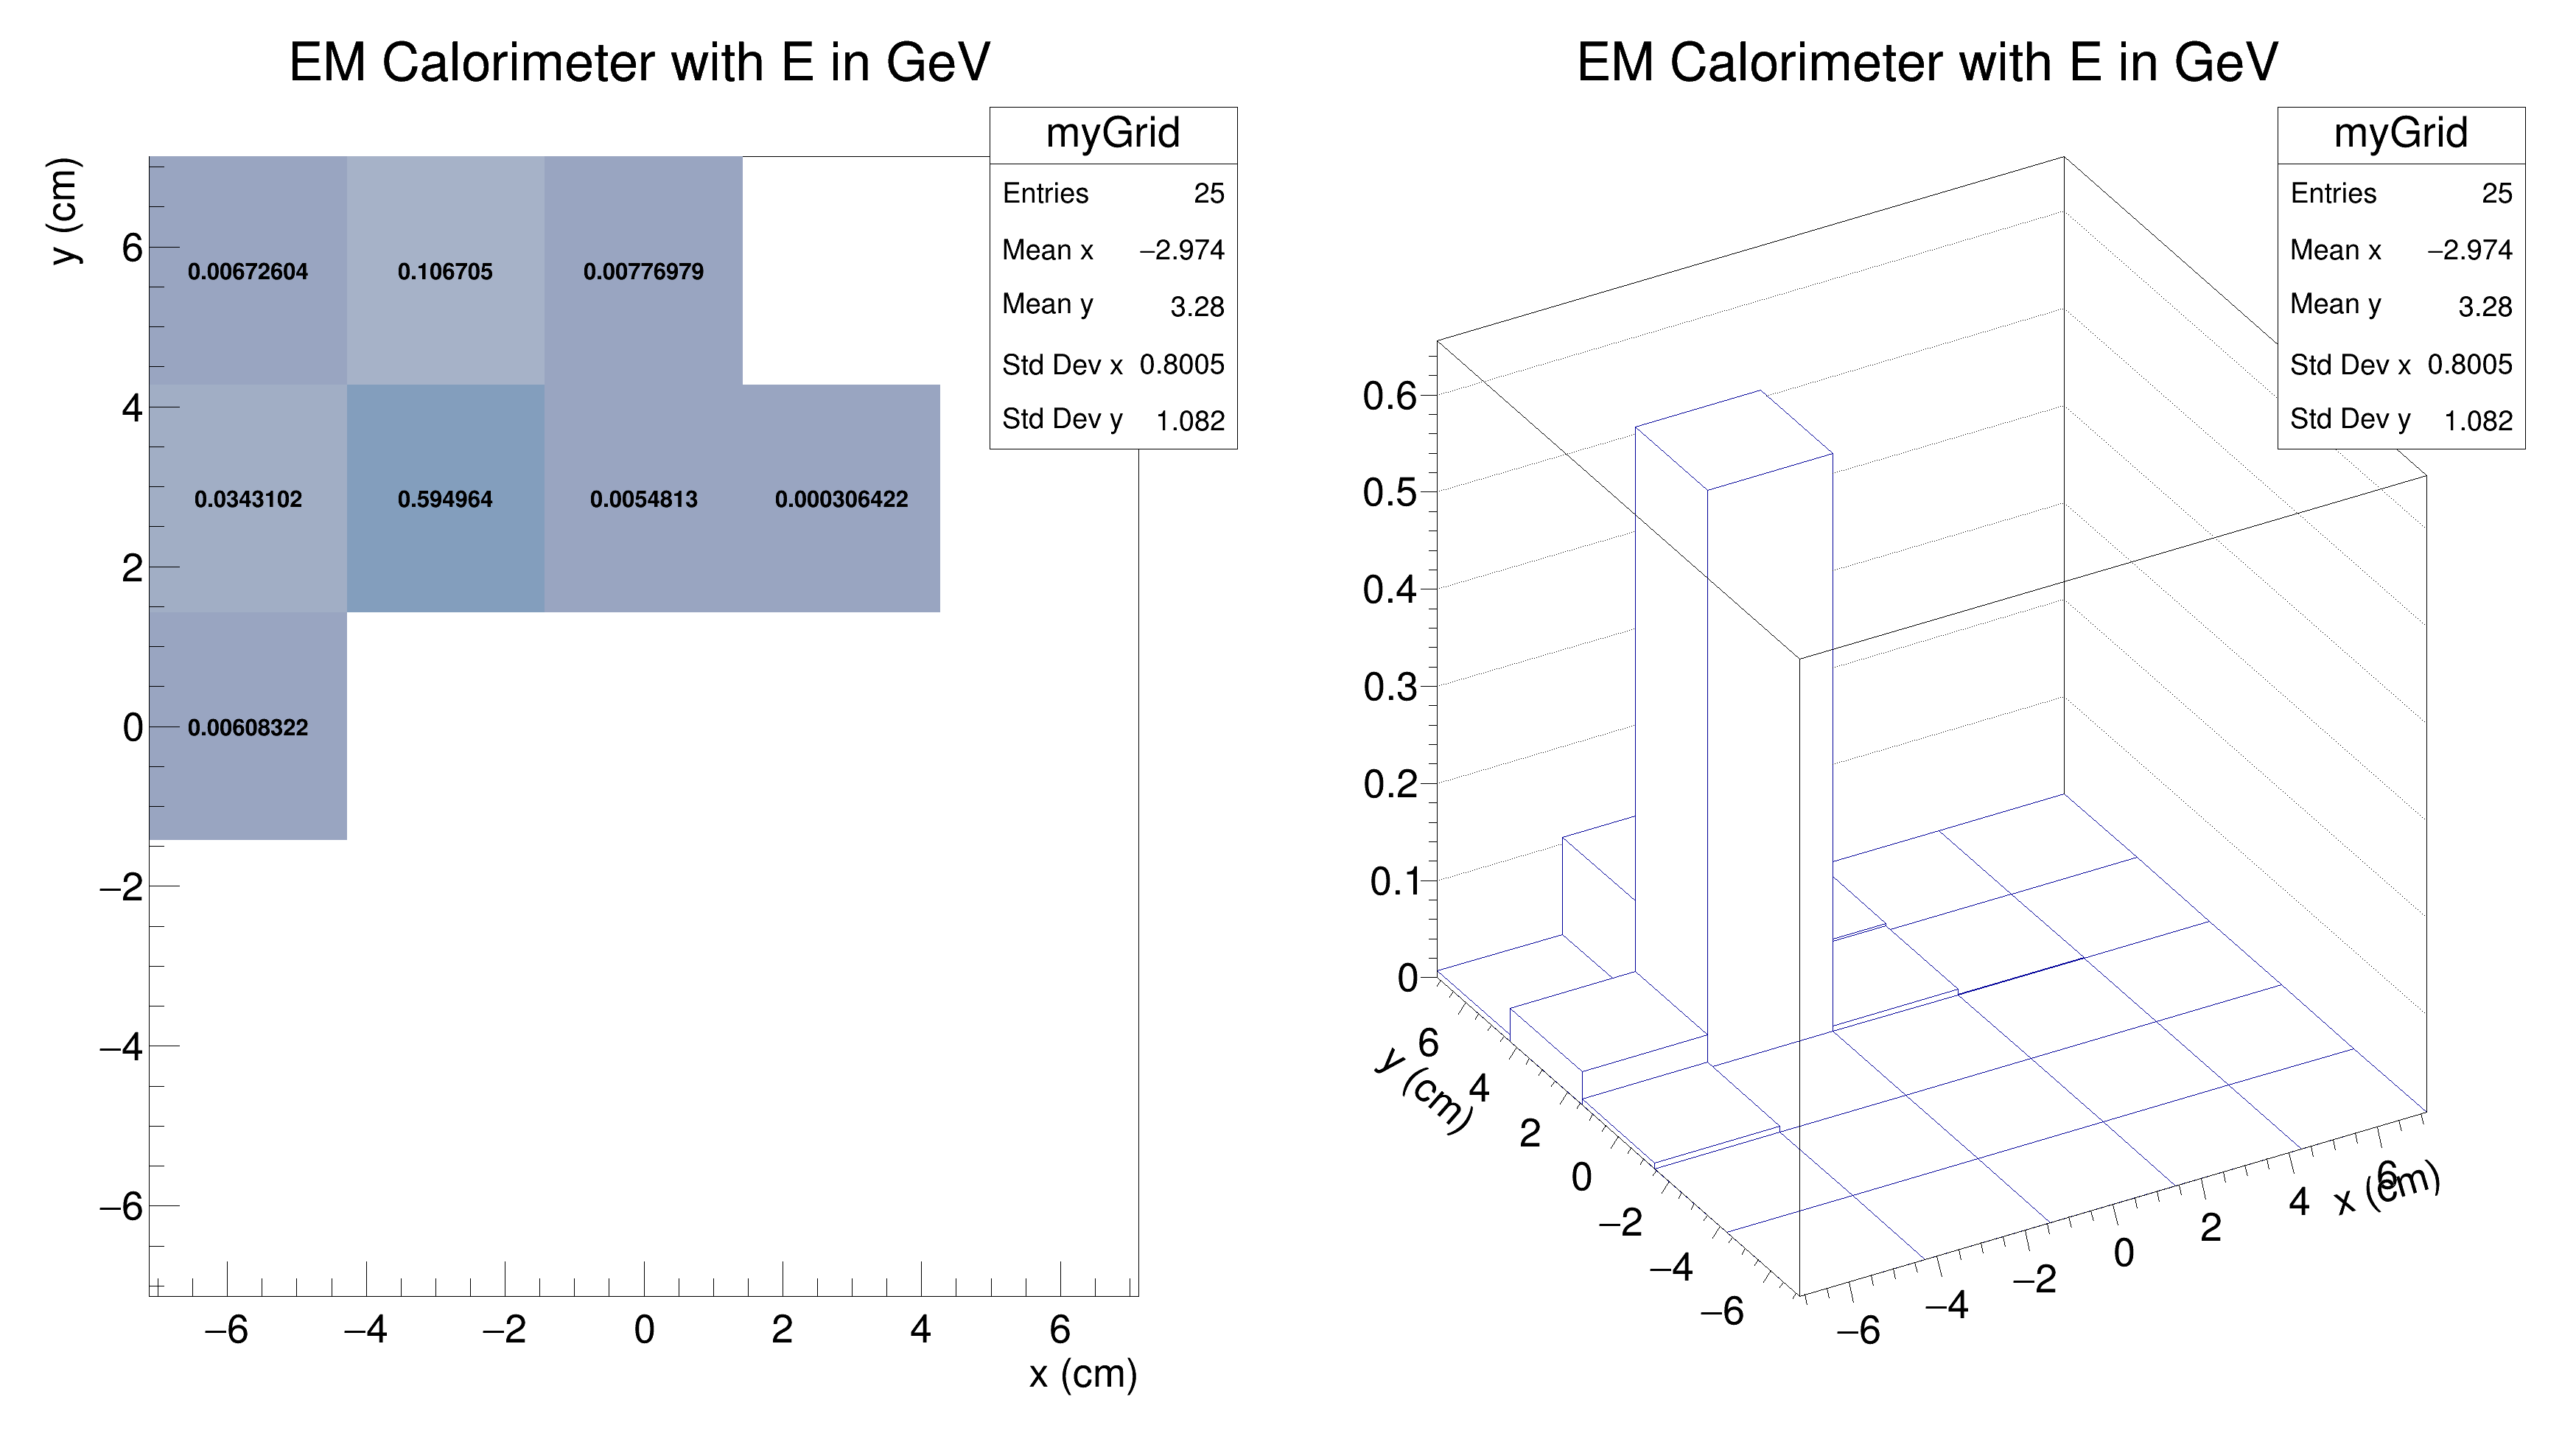 EM Calorimeter with E in GeV
myGrid
Entries 25
Mean x −2.974
Mean y 3.28
Std Dev x 0.8005
Std Dev y 1.082
y (cm)
6
4
2
0
−2
−4
−6
0.00672604 0.106705 0.00776979
0.0343102 0.594964 0.0054813 0.000306422
0.00608322
−6 −4 −2 0 2 4 6
x (cm)
EM Calorimeter with E in GeV
myGrid
Entries 25
Mean x −2.974
Mean y 3.28
Std Dev x 0.8005
Std Dev y 1.082
0.6
0.5
0.4
0.3
0.2
0.1
0
y (cm)
6
4
2
0
−2
−4
−6
−6 −4 −2 0 2 4 6
x (cm)